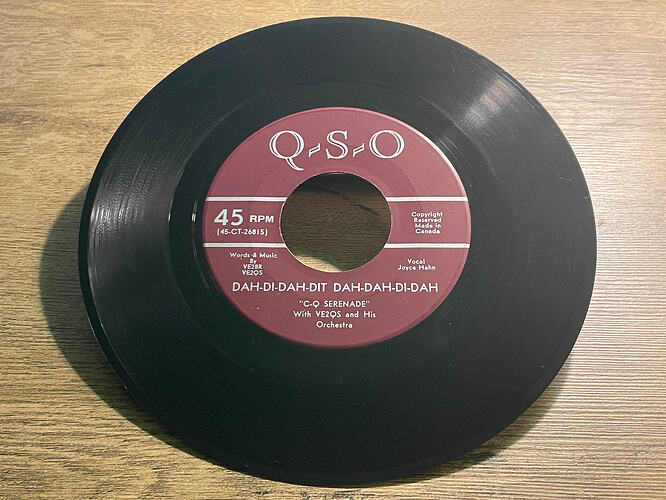 Q-S-O
45 RPM
(45-CT-26815)
Copyright
Reserved
Made in
Canada
Words & Music
By
VE2BR
VE2QS
Vocal
Joyce Hahn
DAH-DI-DAH-DIT DAH-DAH-DI-DAH
"C-Q SERENADE"
With VE2QS and His
Orchestra